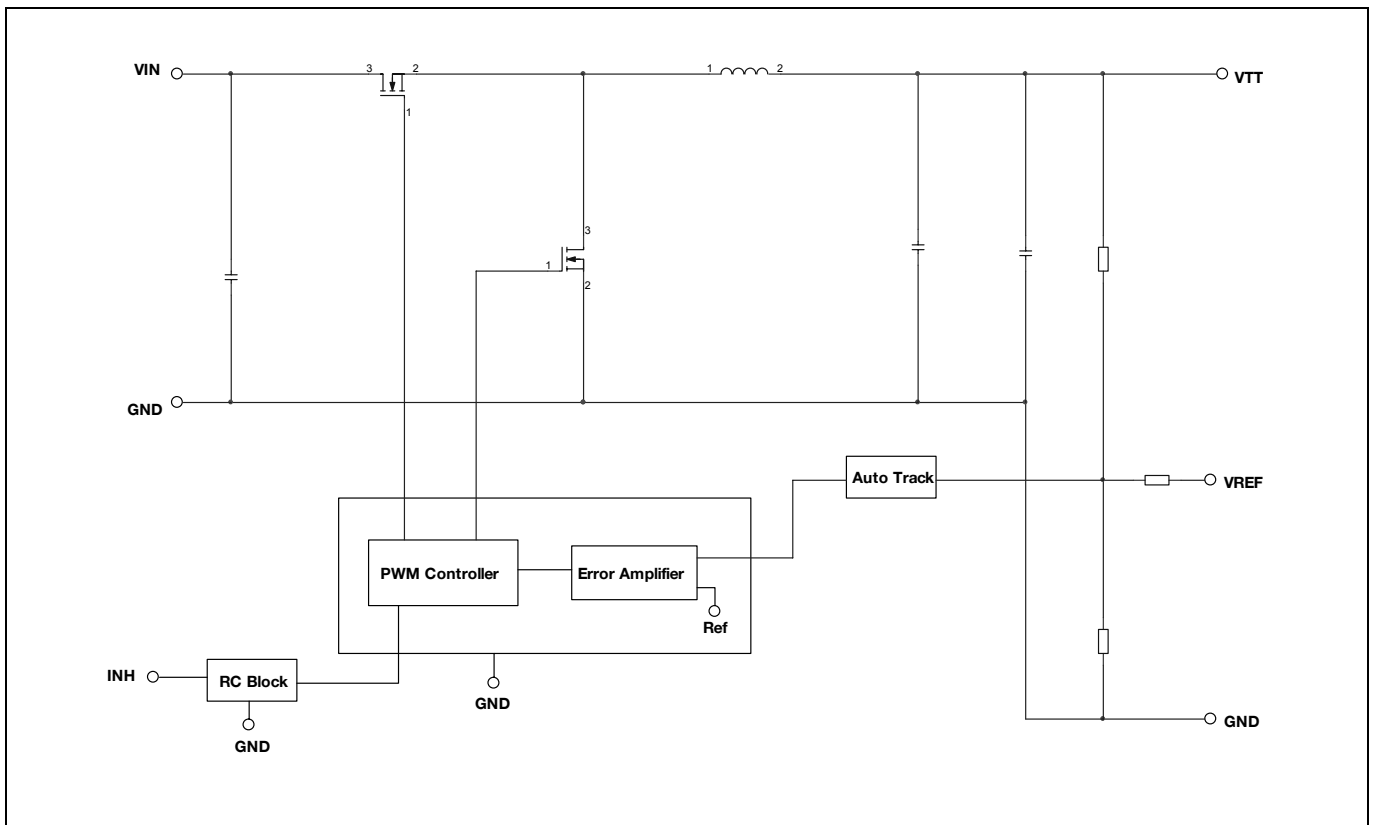 VIN
3
2
1
2
VTT
1
3
1
2
GND
Auto Track
VREF
PWM Controller
Error Amplifier
Ref
INH
RC Block
GND
GND
GND